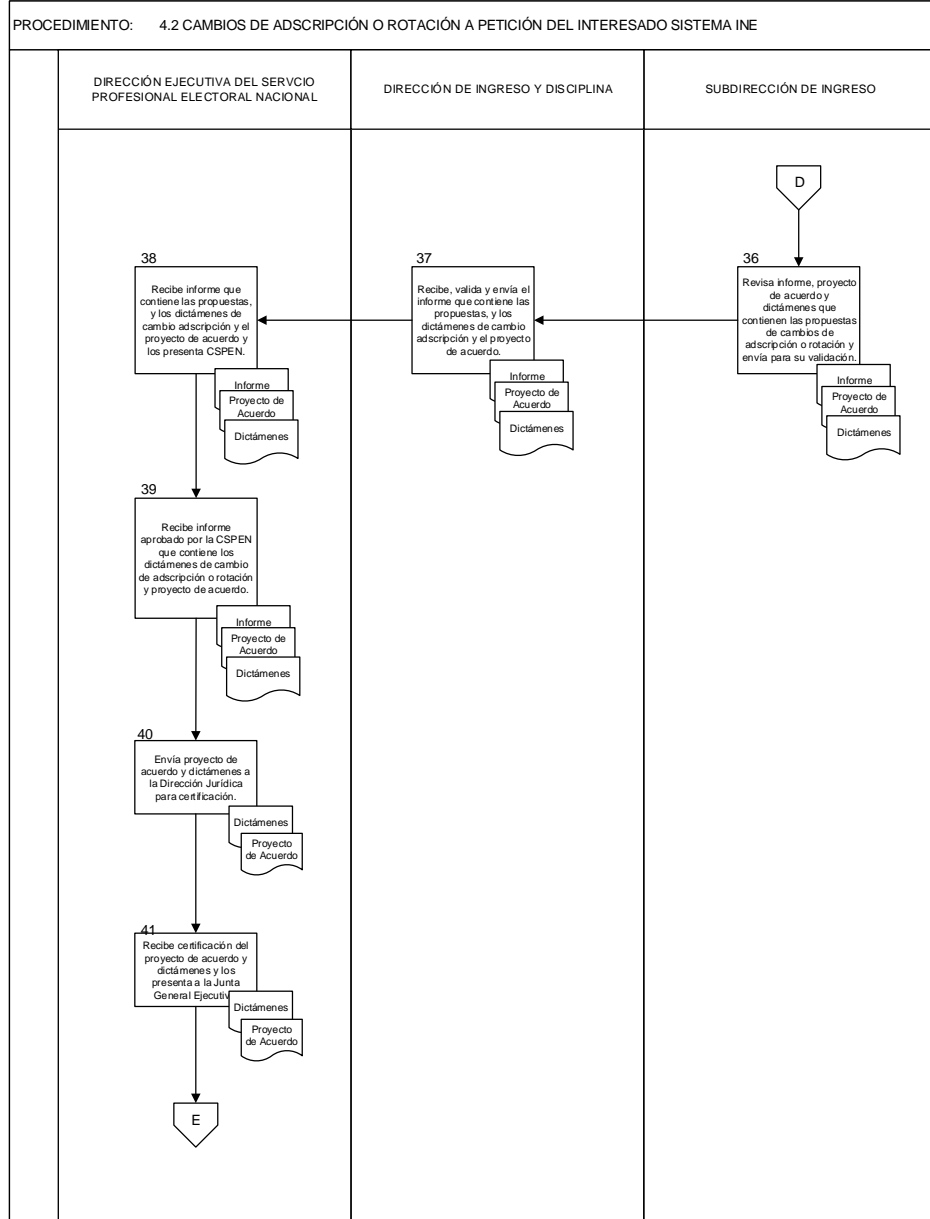 PROCEDIMIENTO: 4.2 CAMBIOS DE ADSCRIPCIÓN O ROTACIÓN A PETICIÓN DEL INTERESADO SISTEMA INE
DIRECCIÓN EJECUTIVA DEL SERVCIO
PROFESIONAL ELECTORAL NACIONAL
DIRECCIÓN DE INGRESO Y DISCIPLINA
SUBDIRECCIÓN DE INGRESO
D
36
Revisa informe, proyecto
de acuerdo y
dictámenes que
contienen las propuestas
de cambios de
adscripción o rotación y
envía para su validación.
Informe
Proyecto de
Acuerdo
Dictámenes
37
Recibe, valida y envía el
informe que contiene las
propuestas, y los
dictámenes de cambio
adscripción y el proyecto
de acuerdo.
Informe
Proyecto de
Acuerdo
Dictámenes
38
Recibe informe que
contiene las propuestas,
y los dictámenes de
cambio adscripción y el
proyecto de acuerdo y
los presenta CSPEN.
Informe
Proyecto de
Acuerdo
Dictámenes
39
Recibe informe
aprobado por la CSPEN
que contiene los
dictámenes de cambio
de adscripción o rotación
y proyecto de acuerdo.
Informe
Proyecto de
Acuerdo
Dictámenes
40
Envía proyecto de
acuerdo y dictámenes a
la Dirección Jurídica
para certificación.
Dictámenes
Proyecto
de Acuerdo
41
Recibe certificación del
proyecto de acuerdo y
dictámenes y los
presenta a la Junta
General Ejecutiv
Dictámenes
Proyecto
de Acuerdo
E